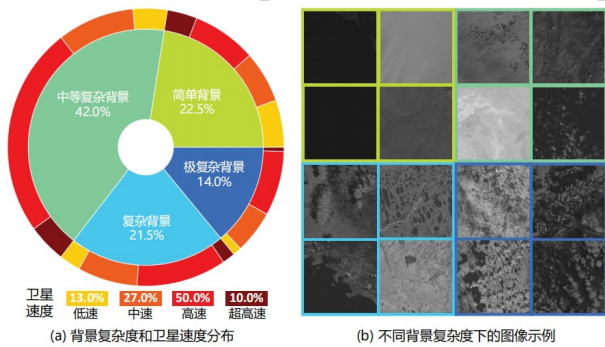 中等复杂背景
42.0%
简单背景
22.5%
极复杂背景
14.0%
复杂背景
21.5%
卫星
速度
13.0% 27.0% 50.0% 10.0%
低速 中速 高速 超高速
(a) 背景复杂度和卫星速度分布
(b) 不同背景复杂度下的图像示例